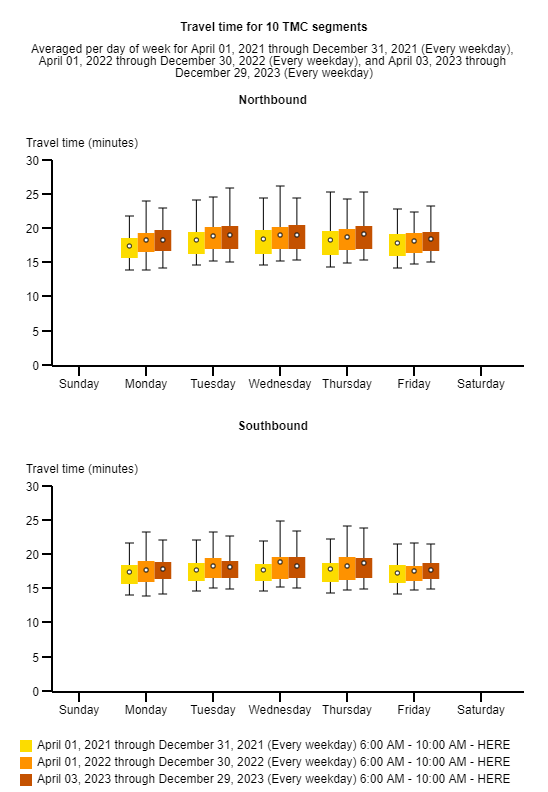 Travel time for 10 TMC segments
Averaged per day of week for April 01, 2021 through December 31, 2021 (Every weekday),
April 01, 2022 through December 30, 2022 (Every weekday), and April 03, 2023 through
December 29, 2023 (Every weekday)
Northbound
Travel time (minutes)
30
25
20
15
10
5
0
Sunday Monday Tuesday Wednesday Thursday Friday Saturday
Southbound
Travel time (minutes)
30
25
20
15
10
5
0
Sunday Monday Tuesday Wednesday Thursday Friday Saturday
April 01, 2021 through December 31, 2021 (Every weekday) 6:00 AM - 10:00 AM - HERE
April 01, 2022 through December 30, 2022 (Every weekday) 6:00 AM - 10:00 AM - HERE
April 03, 2023 through December 29, 2023 (Every weekday) 6:00 AM - 10:00 AM - HERE